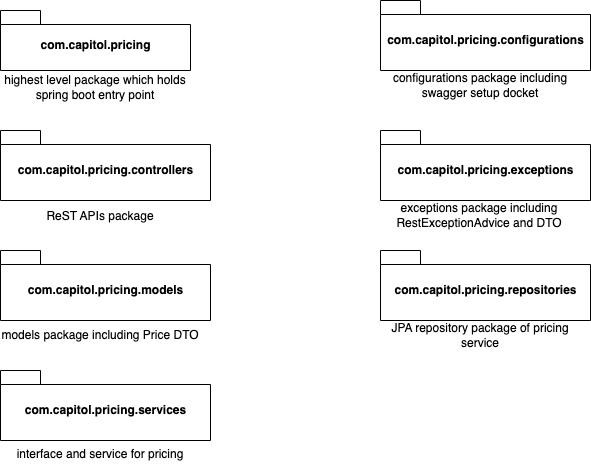 com.capitol.pricing
highest level package which holds
spring boot entry point
com.capitol.pricing.configurations
configurations package including
swagger setup docket
com.capitol.pricing.controllers
ReST APIs package
com.capitol.pricing.exceptions
exceptions package including
RestExceptionAdvice and DTO
com.capitol.pricing.models
models package including Price DTO
com.capitol.pricing.repositories
JPA repository package of pricing
service
com.capitol.pricing.services
interface and service for pricing